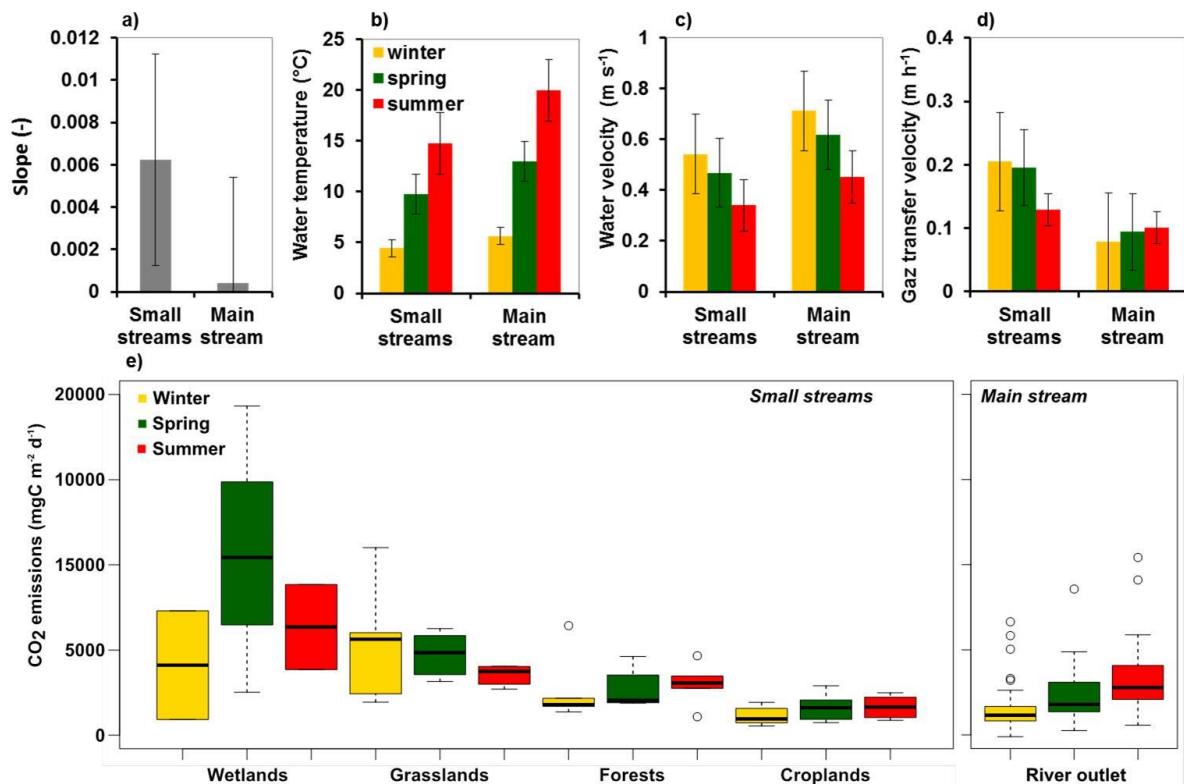 a)
Slope (-)
0.012
0.01
0.008
0.006
0.004
0.002
0
Small streams
Main stream
b)
Water temperature (°C)
25
20
15
10
5
0
winter
spring
summer
Small streams
Main stream
c)
Water velocity (m s-1)
1
0.8
0.6
0.4
0.2
0
Small streams
Main stream
d)
Gaz transfer velocity (m h-1)
0.4
0.3
0.2
0.1
0
Small streams
Main stream
e)
CO2 emissions (mgC m-2 d-1)
20000
10000
15000
5000
0
Winter
Spring
Summer
Small streams
Main stream
Wetlands
Grasslands
Forests
Croplands
River outlet